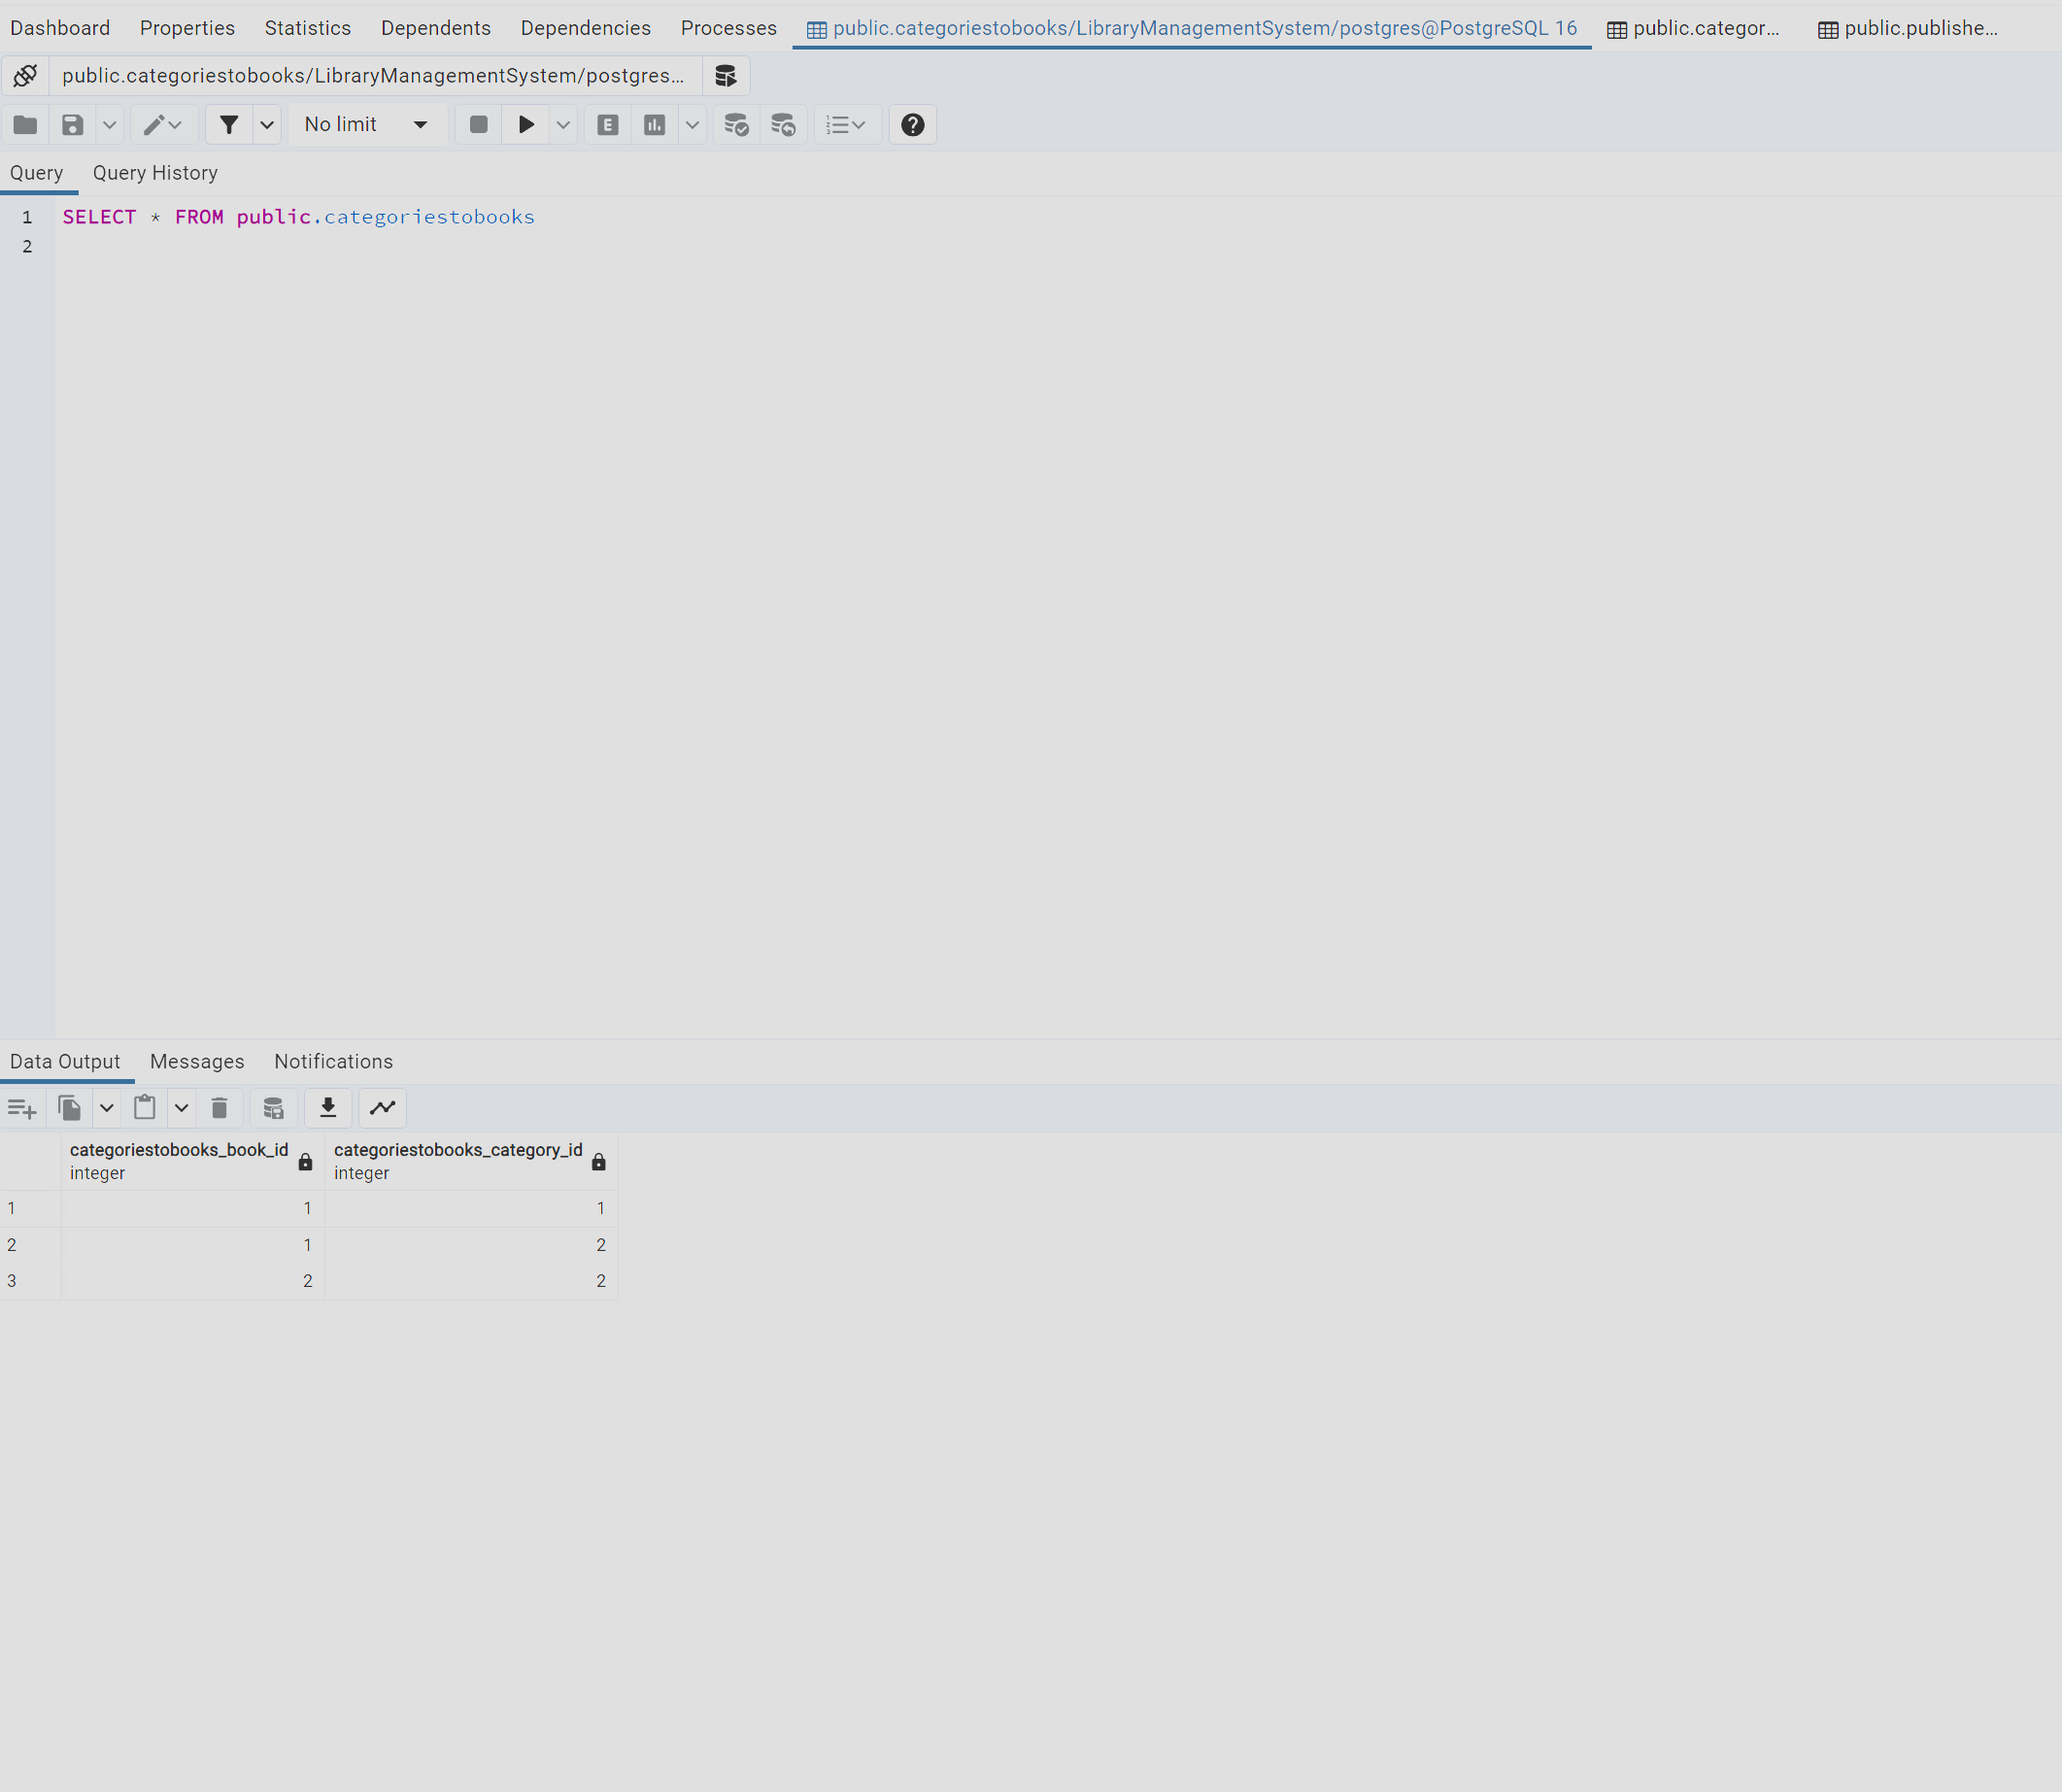 Dashboard Properties Statistics Dependents Dependencies Processes public.categoriestobooks/LibraryManagementSystem/postgres@PostgreSQL 16 public.categor... public.publishe...
public.categoriestobooks/LibraryManagementSystem/postgres...
No limit E
Query Query History
1 SELECT * FROM public.categoriestobooks
2
Data Output Messages Notifications
categoriestobooks_book_id categoriestobooks_category_id
integer integer
1 1 1
2 1 2
3 2 2